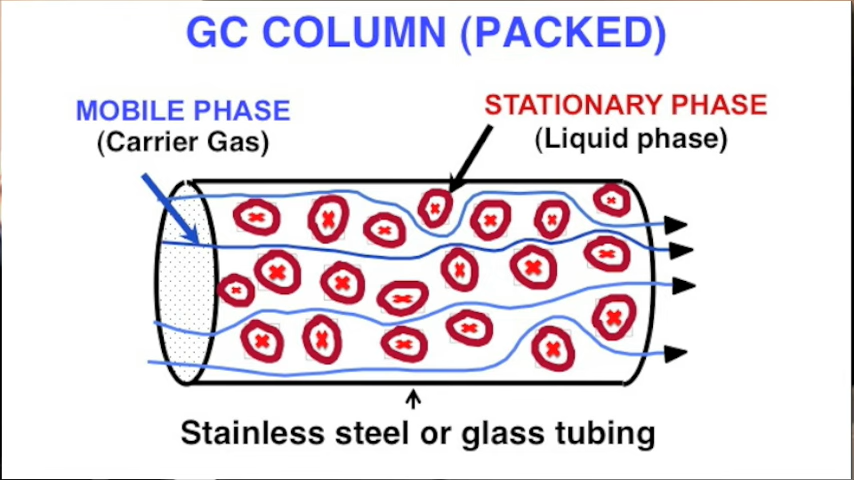 GC COLUMN (PACKED)
MOBILE PHASE
(Carrier Gas)
STATIONARY PHASE
(Liquid phase)
Stainless steel or glass tubing